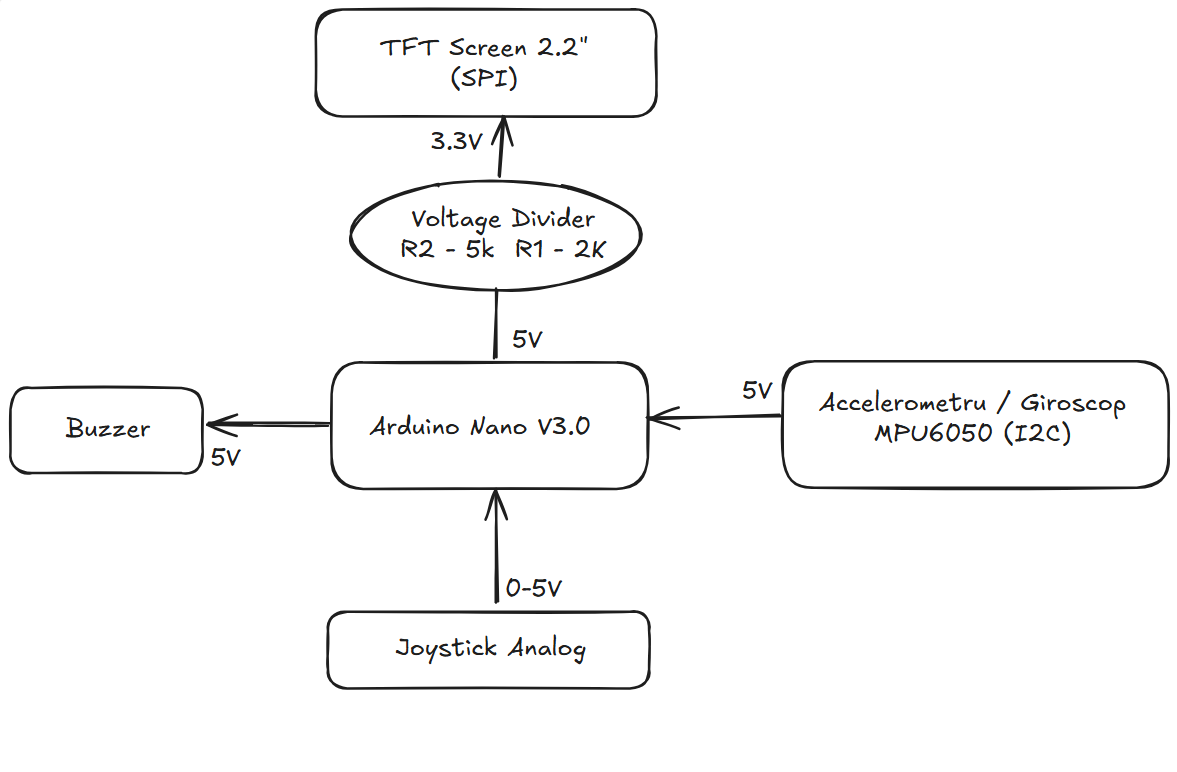 TFT Screen 2.2"
(SPI)
3.3V
Voltage Divider
R2 - 5k R1 - 2K
5V
Buzzer
5V
Arduino Nano V3.0
5V
Accelerometru / Giroscop
MPU6050 (I2C)
0-5V
Joystick Analog